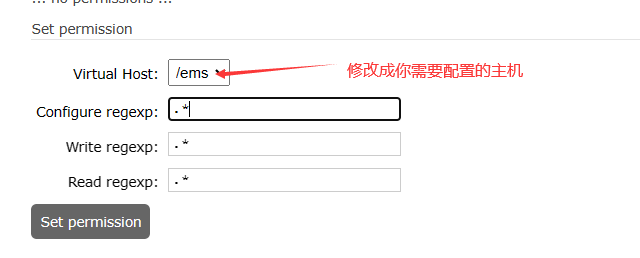 ... no permissions ...
Set permission
Virtual Host: /ems 修改成你需要配置的主机
Configure regexp: .*
Write regexp: .*
Read regexp: .*
Set permission